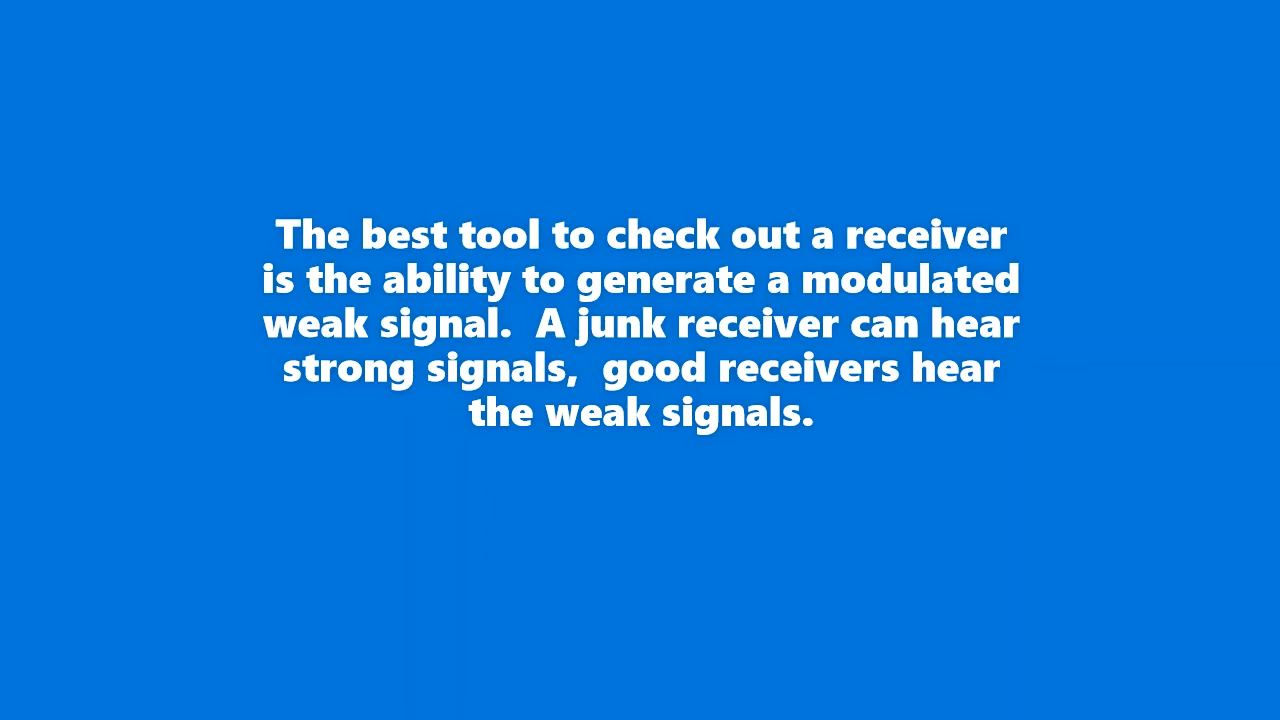 The best tool to check out a receiver
is the ability to generate a modulated
weak signal.  A junk receiver can hear
strong signals,  good receivers hear
the weak signals.